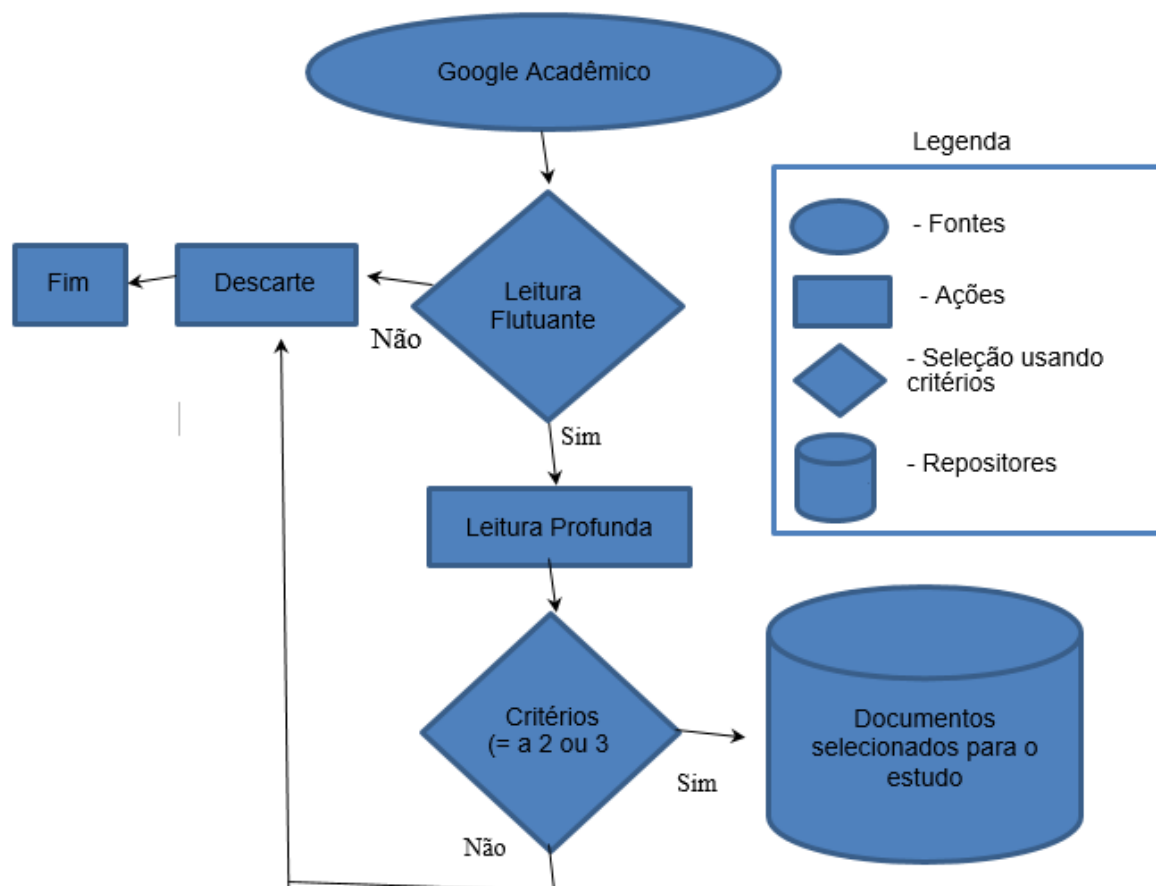 Google Acadêmico
Legenda
- Fontes
- Ações
- Seleção usando
critérios
- Repositores
Fim
Descarte
Leitura
Flutuante
Não
Sim
Leitura Profunda
Critérios
(= a 2 ou 3
Sim
Documentos
selecionados para o
estudo
Não